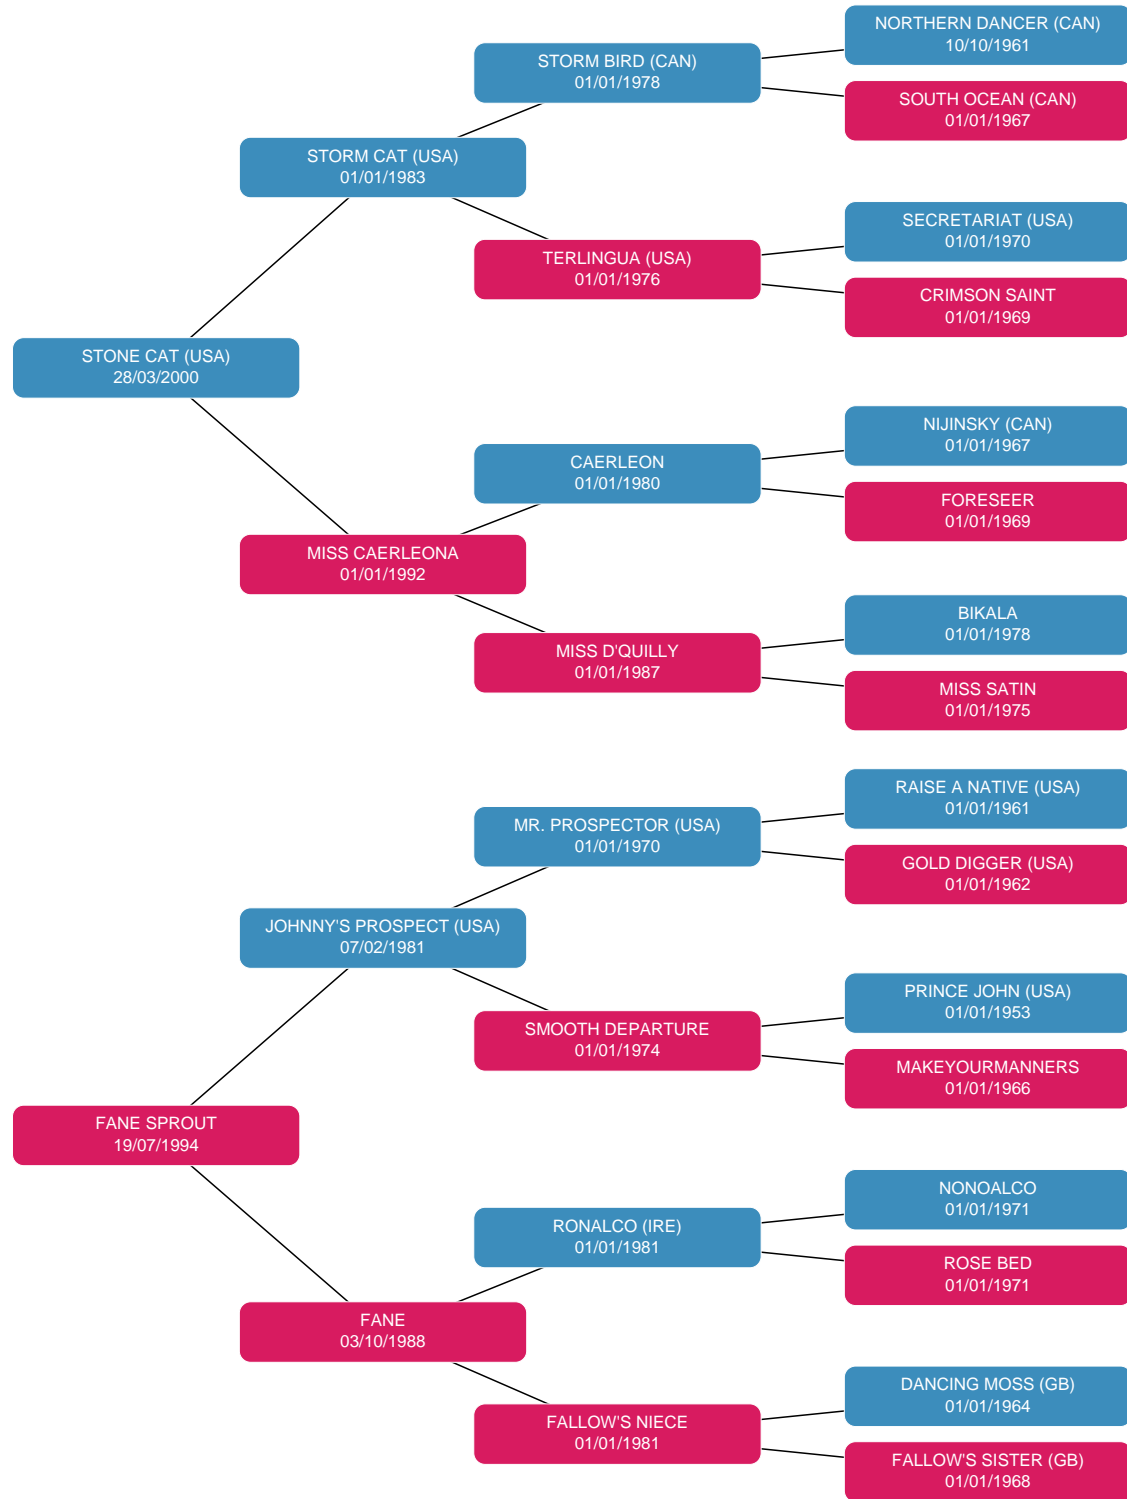 NORTHERN DANCER (CAN)
10/10/1961
STORM BIRD (CAN)
01/01/1978
SOUTH OCEAN (CAN)
01/01/1967
STORM CAT (USA)
01/01/1983
SECRETARIAT (USA)
01/01/1970
TERLINGUA (USA)
01/01/1976
CRIMSON SAINT
01/01/1969
STONE CAT (USA)
28/03/2000
NIJINSKY (CAN)
01/01/1967
CAERLEON
01/01/1980
FORESEER
01/01/1969
MISS CAERLEONA
01/01/1992
BIKALA
01/01/1978
MISS D'QUILLY
01/01/1987
MISS SATIN
01/01/1975
RAISE A NATIVE (USA)
01/01/1961
MR. PROSPECTOR (USA)
01/01/1970
GOLD DIGGER (USA)
01/01/1962
JOHNNY'S PROSPECT (USA)
07/02/1981
PRINCE JOHN (USA)
01/01/1953
SMOOTH DEPARTURE
01/01/1974
MAKEYOURMANNERS
01/01/1966
FANE SPROUT
19/07/1994
NONOALCO
01/01/1971
RONALCO (IRE)
01/01/1981
ROSE BED
01/01/1971
FANE
03/10/1988
DANCING MOSS (GB)
01/01/1964
FALLOW'S NIECE
01/01/1981
FALLOW'S SISTER (GB)
01/01/1968